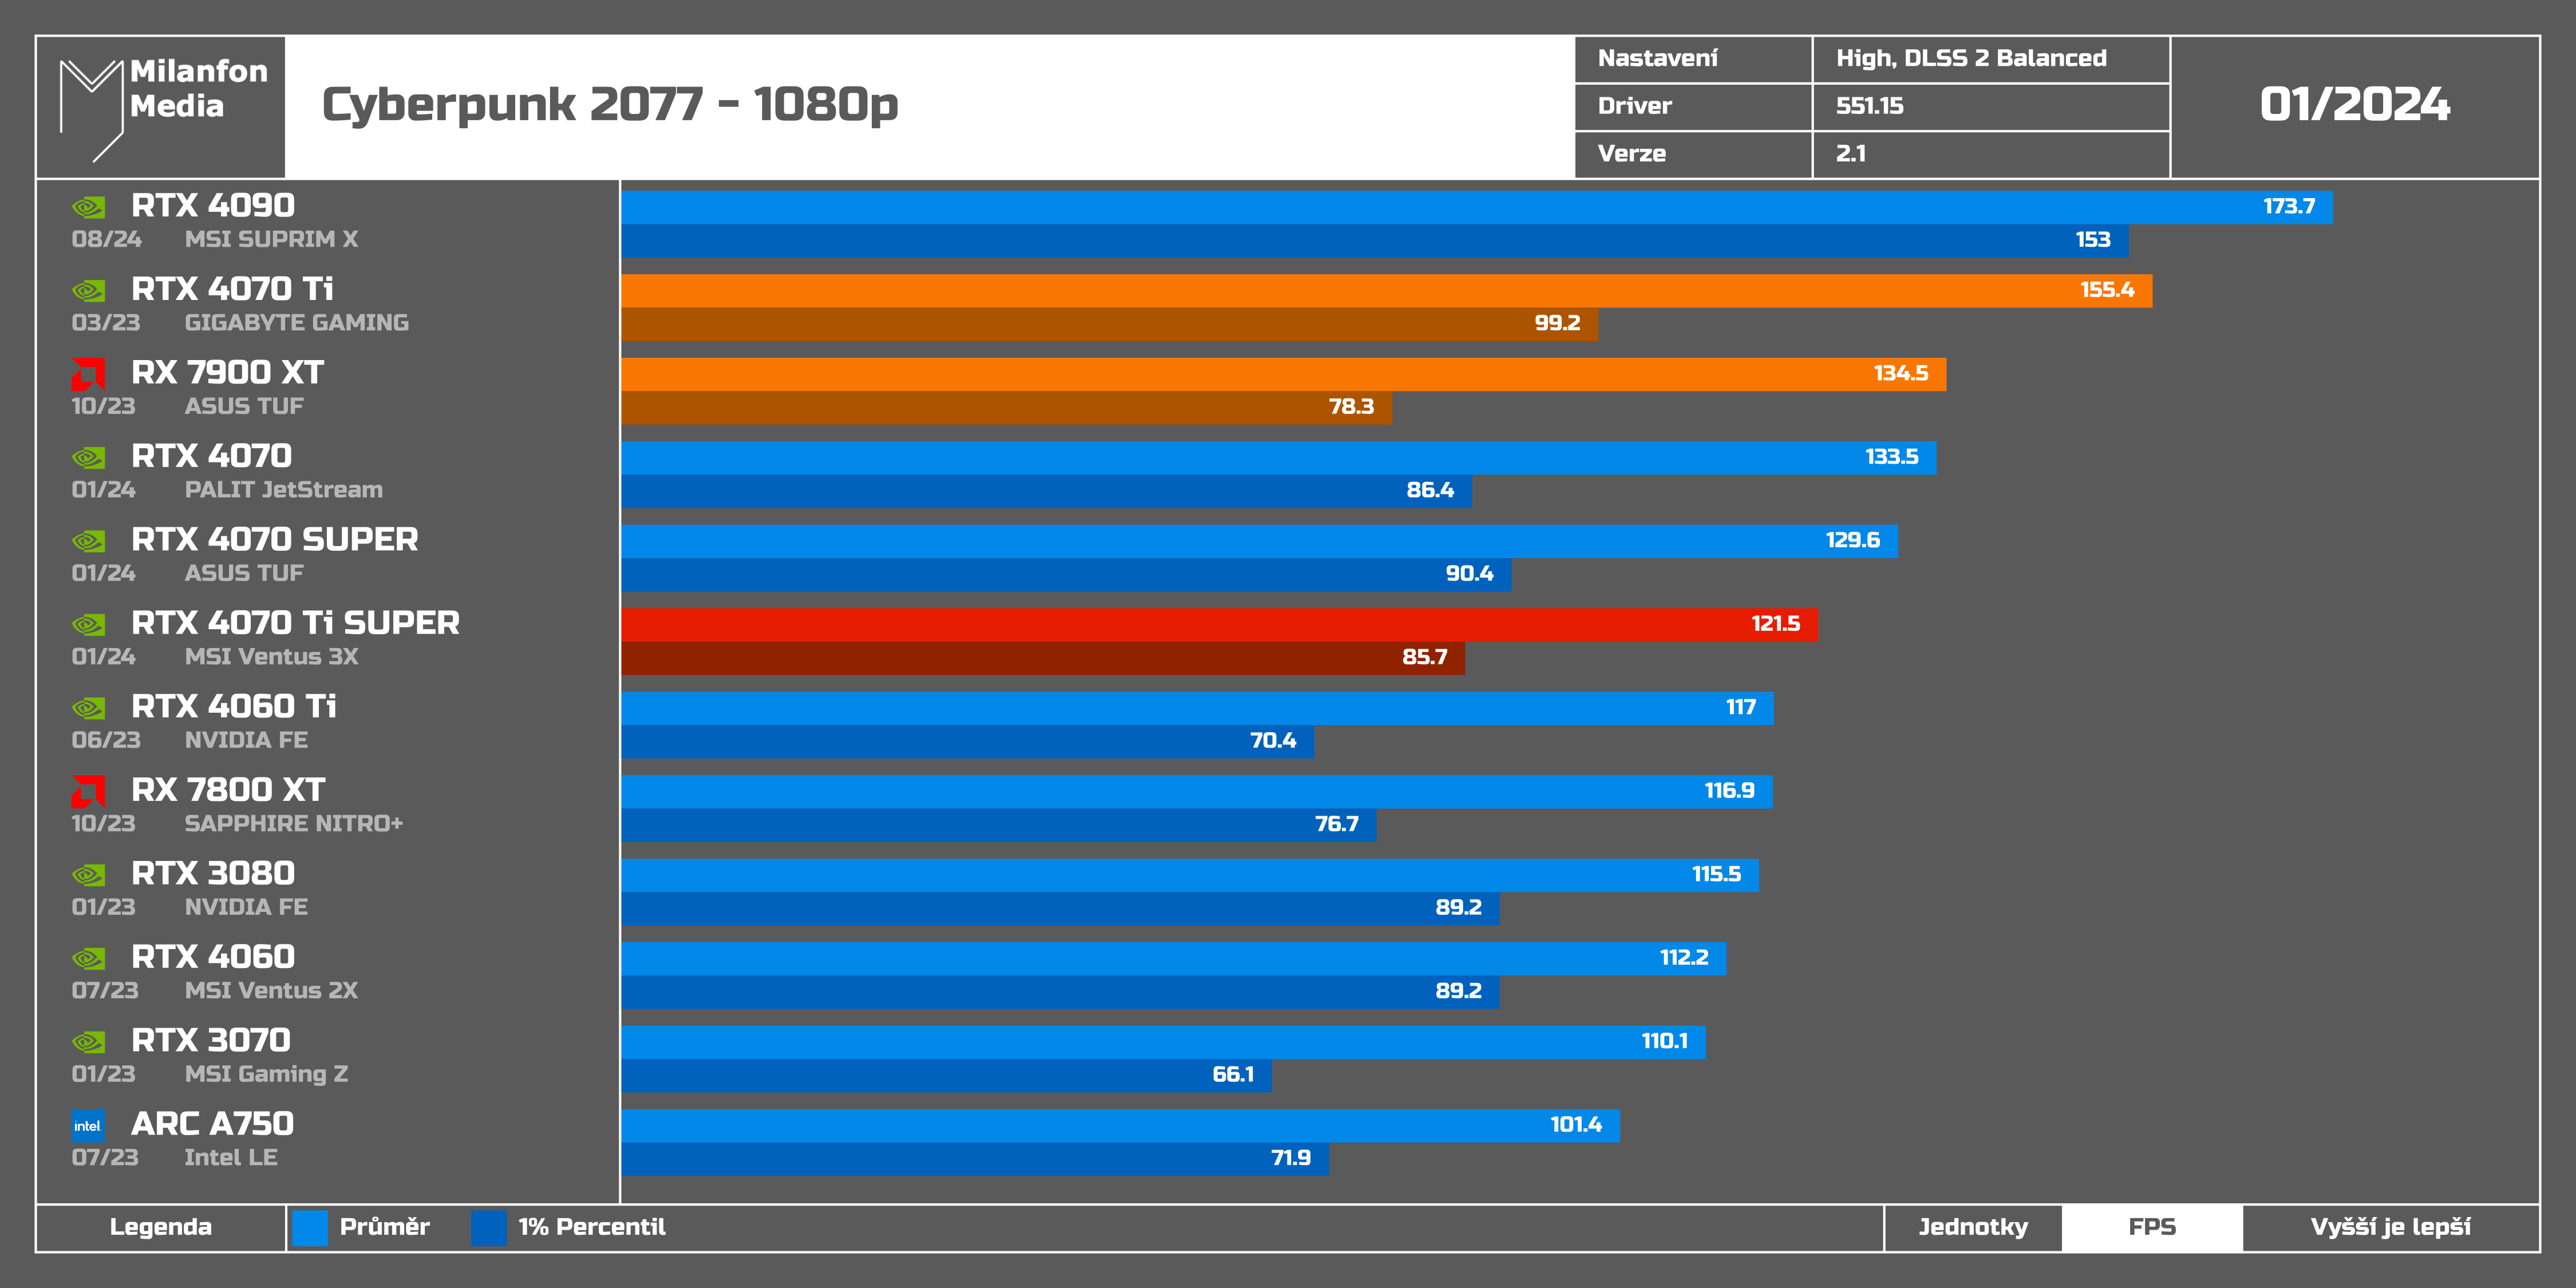 Milanfon
Media
Cyberpunk 2077 - 1080p
Nastavení High, DLSS 2 Balanced
Driver 551.15
Verze 2.1
01/2024
RTX 4090
08/24 MSI SUPRIM X
173.7
153
RTX 4070 Ti
03/23 GIGABYTE GAMING
155.4
99.2
RX 7900 XT
10/23 ASUS TUF
134.5
78.3
RTX 4070
01/24 PALIT JetStream
133.5
86.4
RTX 4070 SUPER
01/24 ASUS TUF
129.6
90.4
RTX 4070 Ti SUPER
01/24 MSI Ventus 3X
121.5
85.7
RTX 4060 Ti
06/23 NVIDIA FE
117
70.4
RX 7800 XT
10/23 SAPPHIRE NITRO+
116.9
76.7
RTX 3080
01/23 NVIDIA FE
115.5
89.2
RTX 4060
07/23 MSI Ventus 2X
112.2
89.2
RTX 3070
01/23 MSI Gaming Z
110.1
66.1
intel
ARC A750
07/23 Intel LE
101.4
71.9
Legenda Průměr 1% Percentil Jednotky FPS Vyšší je lepší